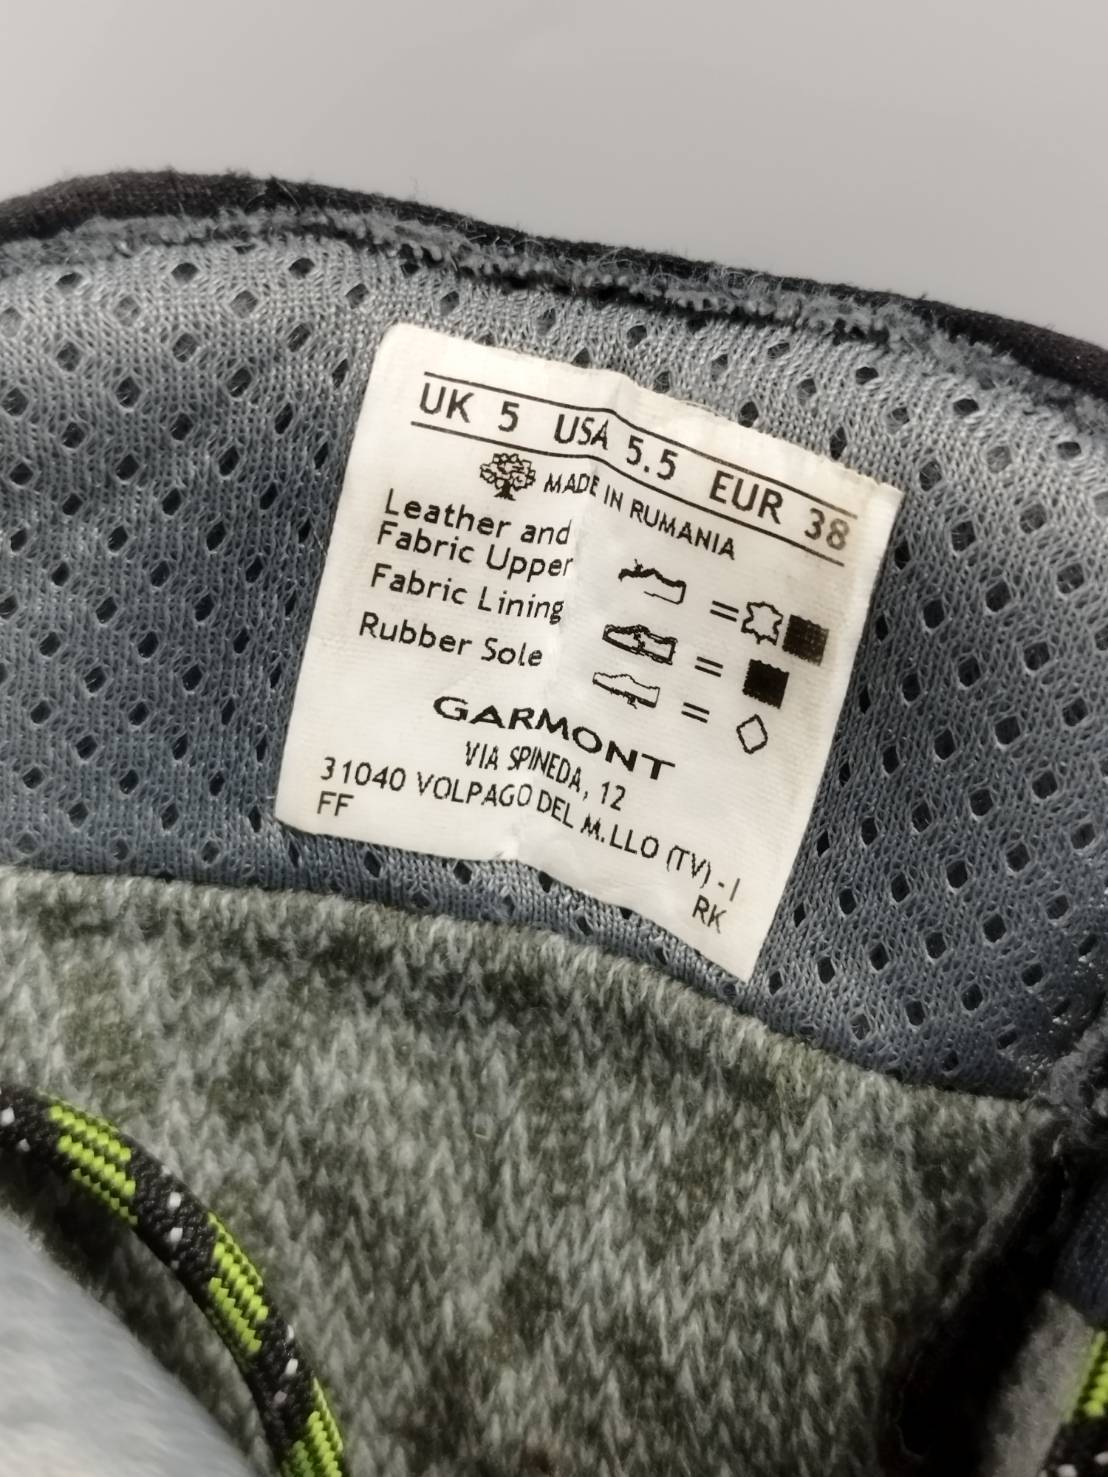 UK 5 USA 5.5 EUR 38
MADE IN RUMANIA
Leather and
Fabric Upper
Fabric Lining
Rubber Sole
= 
=
=
GARMONT
VIA SPINEDA, 12
31040 VOLPAGO DEL M.LLO (TV) - I
FF
RK